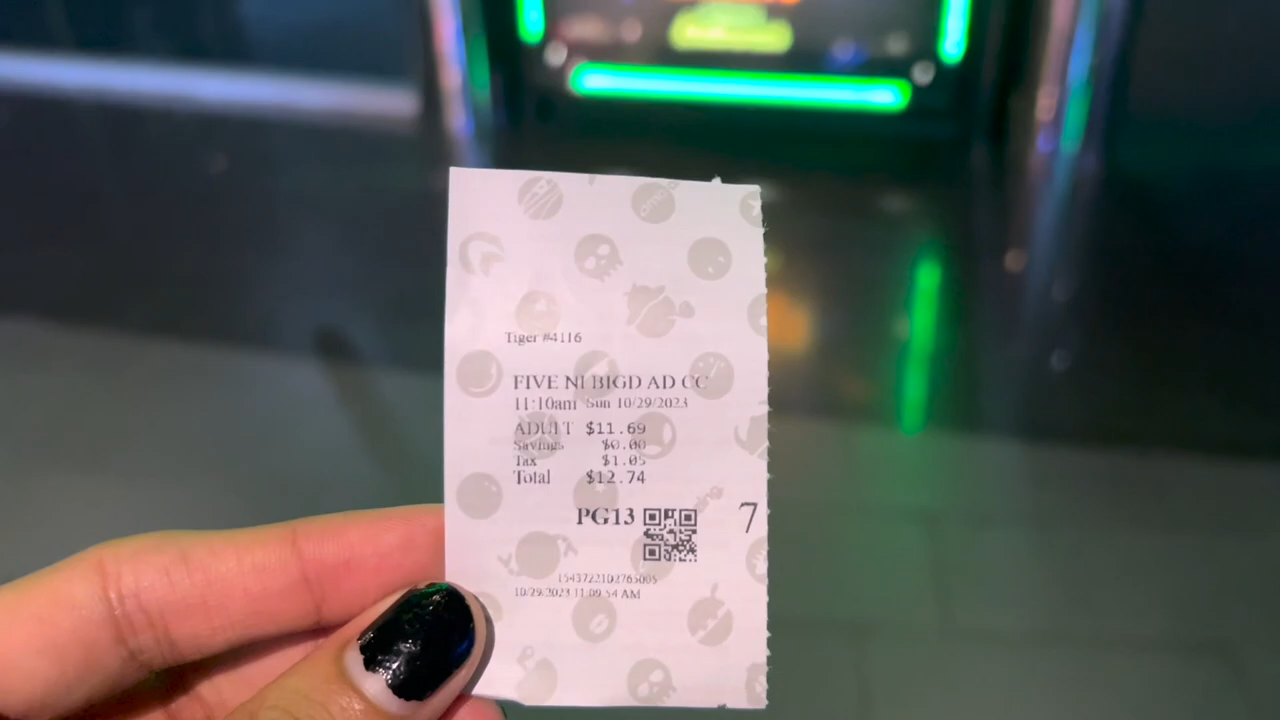 Tiger #4116
FIVE NI BIGD AD CC
11:10am Sun 10/29/2023
ADULT $11.69
Savings $0.00
Tax $1.05
Total $12.74
PG13 7
10/29/2023 11:09:54 AM